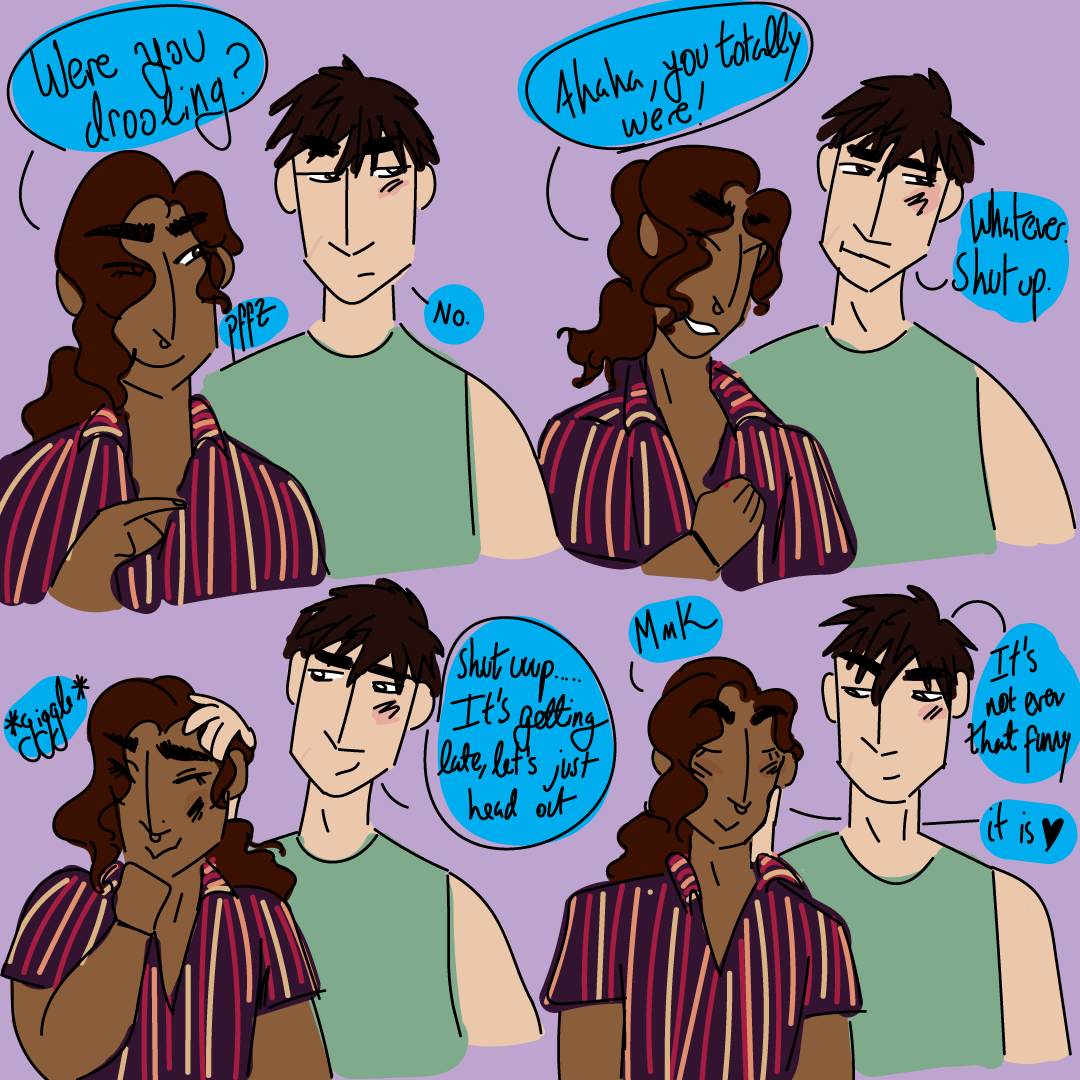 Were you
drooling?
pffz
No.
Ahaha, you totally
were!
Whatever.
Shut up.
*giggle*
shut uuup.....
It's getting
late, let's just
head out
MmK
It's
not even
that funny
it is ♥